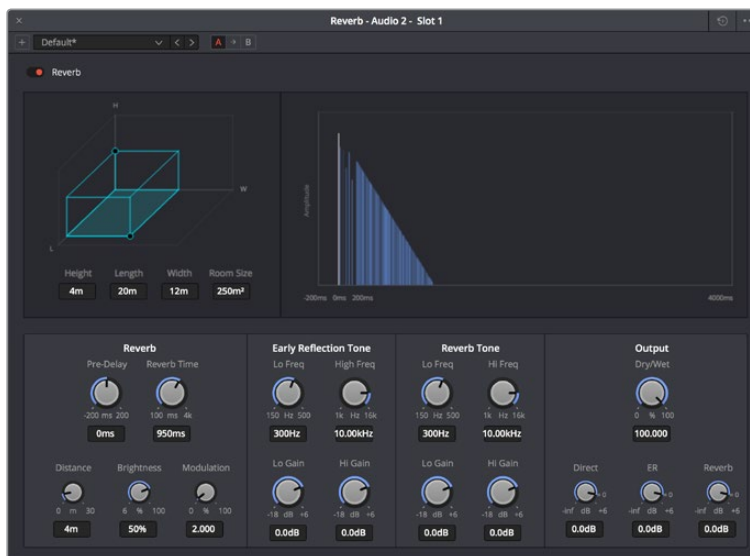 Reverb - Audio 2 - Slot 1
Default*
A B
Reverb
H
W
L
Height Length Width Room Size
4m 20m 12m 250m²
Amplitude
-200ms 0ms 200ms 4000ms
Reverb Early Reflection Tone Reverb Tone Output
Pre-Delay Reverb Time Lo Freq High Freq Lo Freq Hi Freq Dry/Wet
-200 ms 200 100 ms 4k 150 Hz 500 1k Hz 16k 150 Hz 500 1k Hz 16k 0 % 100
0ms 950ms 300Hz 10.00kHz 300Hz 10.00kHz 100.000
Distance Brightness Modulation Lo Gain Hi Gain Lo Gain Hi Gain Direct ER Reverb
0 0 0
0 m 30 6 % 100 0 % 100 -18 dB +6 -18 dB +6 -18 dB +6 -18 dB +6 -inf dB +6 -inf dB +6 -inf dB +6
4m 50% 2.000 0.0dB 0.0dB 0.0dB 0.0dB 0.0dB 0.0dB 0.0dB